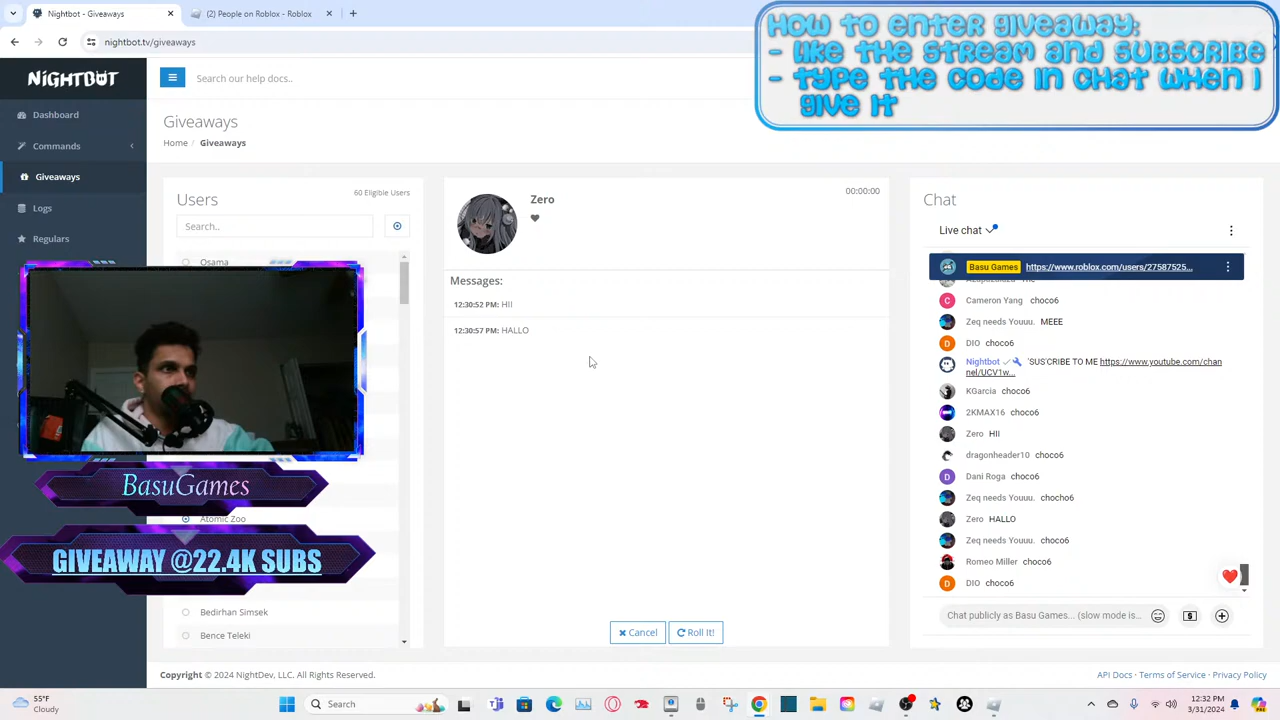 Nightbot - Giveaways
(2) People on Roblox - Roblox
nightbot.tv/giveaways
HOW TO ENTER GIVEAWAY:
- LIKE THE STREAM AND SUBSCRIBE
- TYPE THE CODE IN CHAT WHEN I
GIVE IT
NIGHTBOT
Search our help docs..
Dashboard
Commands
Giveaways
Logs
Regulars
Giveaways
Home / Giveaways
Users
60 Eligible Users
Search..
Osama
BasuGames
Atomic Zoo
GIVEAWAY @22.4K SUBS
Bedirhan Simsek
Bence Teleki
Zero
00:00:00
Messages:
12:30:52 PM: HII
12:30:57 PM: HALLO
Cancel
Roll It!
Chat
Live chat
Basu Games https://www.roblox.com/users/27587525...
Cameron Yang choco6
Zeq needs Youuu. MEEE
DIO choco6
Nightbot `SUS'CRIBE TO ME https://www.youtube.com/chan
nel/UCV1w...
KGarcia choco6
2KMAX16 choco6
Zero HII
dragonheader10 choco6
Dani Roga choco6
Zeq needs Youuu. chocho6
Zero HALLO
Zeq needs Youuu. choco6
Romeo Miller choco6
DIO choco6
Chat publicly as Basu Games... (slow mode is...
Copyright © 2024 NightDev, LLC. All Rights Reserved.
API Docs - Terms of Service - Privacy Policy
55°F
Cloudy
Search
12:32 PM
3/31/2024